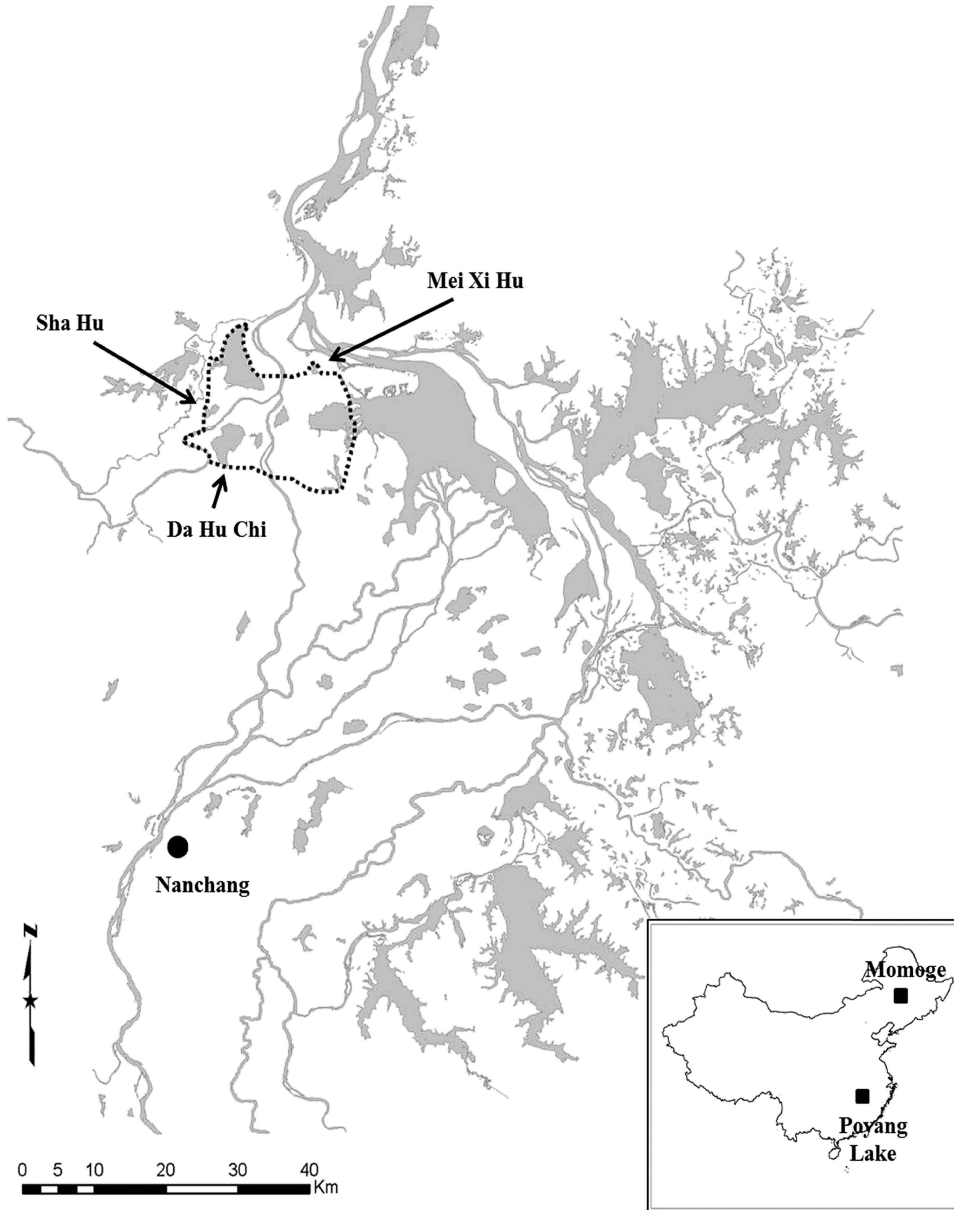 Mei Xi Hu
Sha Hu
Da Hu Chi
Nanchang
N
Momoge
Poyang
Lake
0 5 10 20 30 40
Km